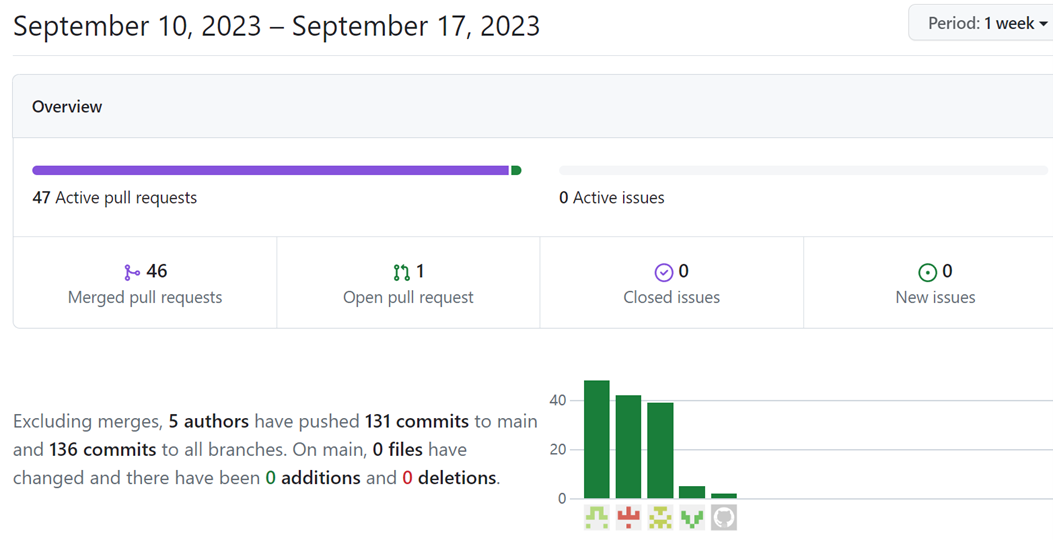 September 10, 2023 – September 17, 2023
Period: 1 week
Overview
47 Active pull requests
0 Active issues
46
Merged pull requests
1
Open pull request
0
Closed issues
0
New issues
Excluding merges, 5 authors have pushed 131 commits to main
and 136 commits to all branches. On main, 0 files have
changed and there have been 0 additions and 0 deletions.
40
20
0